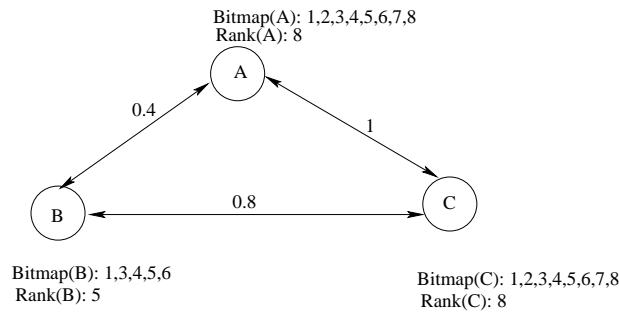 Bitmap(A): 1,2,3,4,5,6,7,8
Rank(A): 8
A
0.4
1
B
0.8
C
Bitmap(B): 1,3,4,5,6
Rank(B): 5
Bitmap(C): 1,2,3,4,5,6,7,8
Rank(C): 8